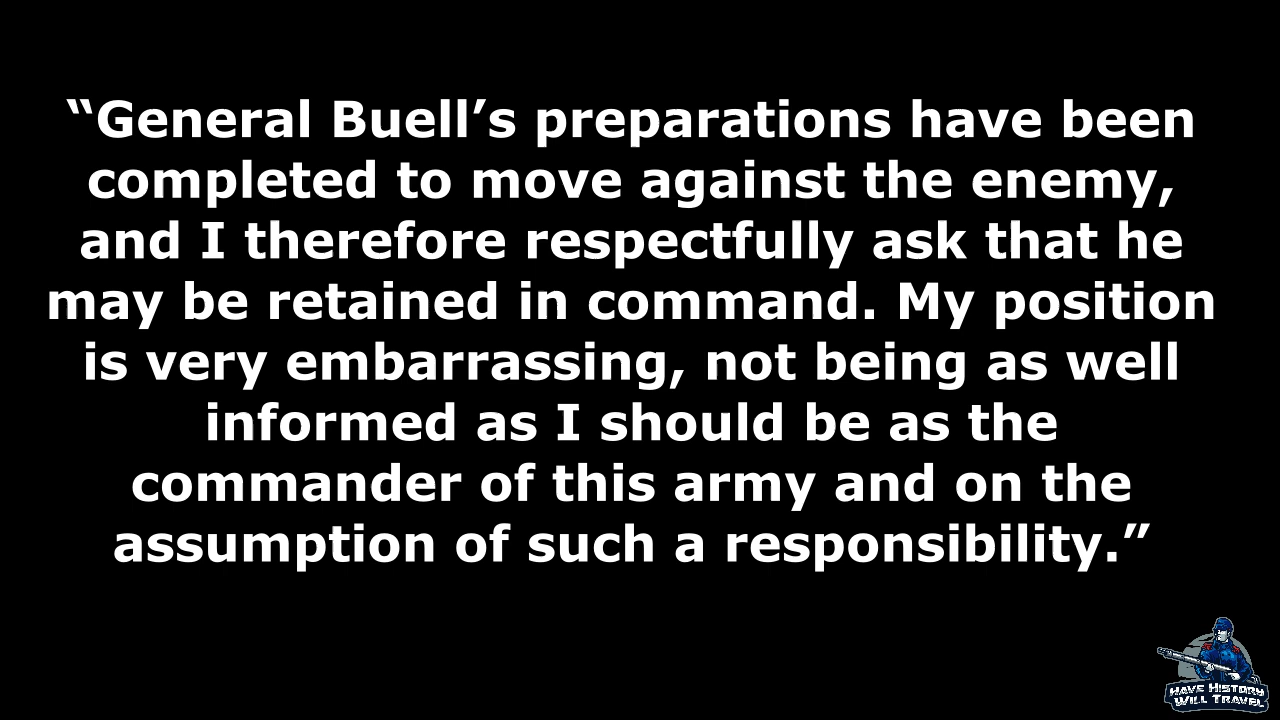 “General Buell’s preparations have been
completed to move against the enemy,
and I therefore respectfully ask that he
may be retained in command. My position
is very embarrassing, not being as well
informed as I should be as the
commander of this army and on the
assumption of such a responsibility.”
HAVE HISTORY
WILL TRAVEL